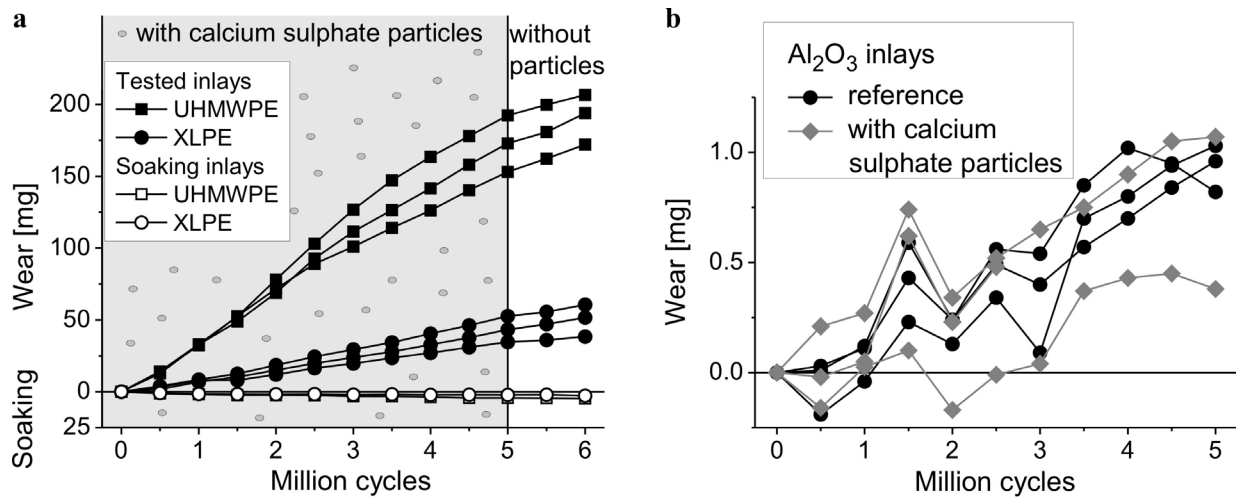 a
with calcium sulphate particles
without
particles
Tested inlays
UHMWPE
XLPE
Soaking inlays
UHMWPE
XLPE
Wear [mg]
Soaking
200
150
100
50
0
25
0 1 2 3 4 5 6
Million cycles
b
Al₂O₃ inlays
reference
with calcium
sulphate particles
Wear [mg]
1.0
0.5
0.0
0 1 2 3 4 5
Million cycles